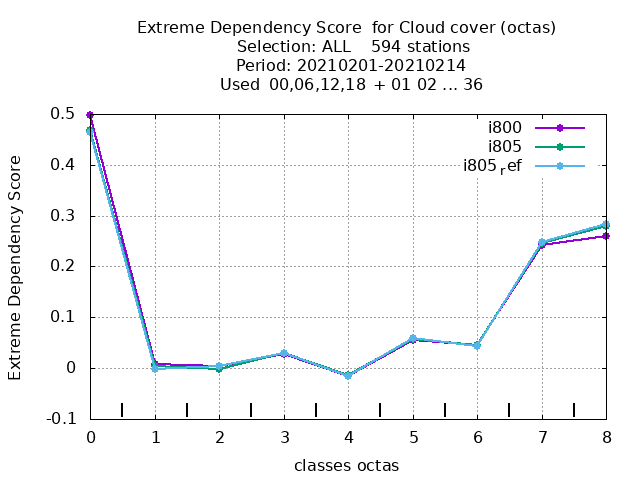 Extreme Dependency Score  for Cloud cover (octas)
Selection: ALL    594 stations
Period: 20210201-20210214
Used  00,06,12,18  + 01 02 ... 36
i800
i805
i805ref
Extreme Dependency Score
0.5
0.4
0.3
0.2
0.1
0
-0.1
0 1 2 3 4 5 6 7 8
classes octas